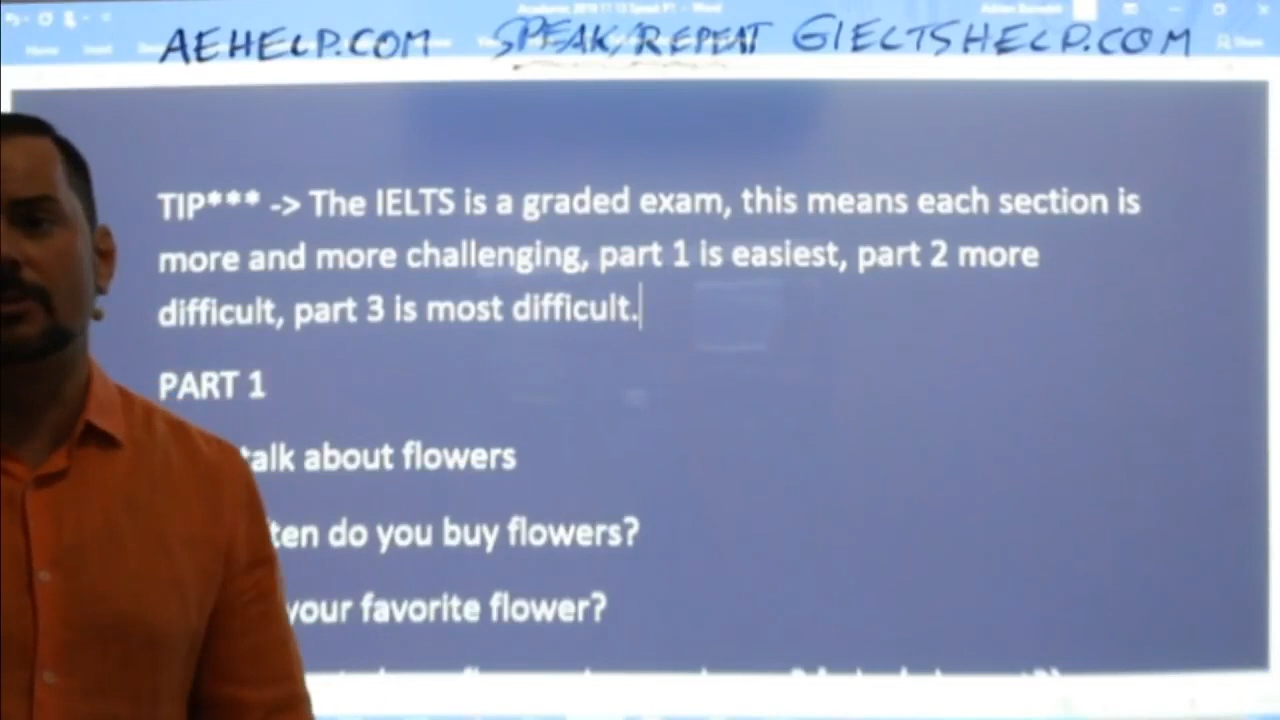 AEHELP.COM SPEAK/REPEAT GIELTSHELP.COM
TIP*** -> The IELTS is a graded exam, this means each section is
more and more challenging, part 1 is easiest, part 2 more
difficult, part 3 is most difficult.
PART 1
talk about flowers
do you buy flowers?
your favorite flower?